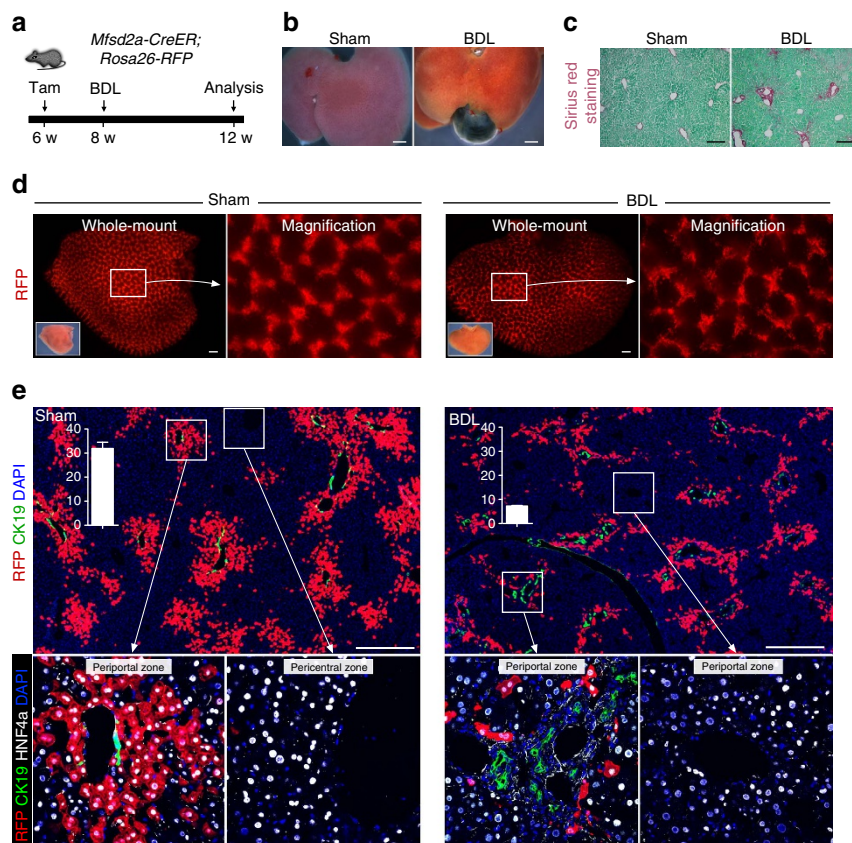 a
Mfsd2a-CreER;
Rosa26-RFP
Tam
BDL
Analysis
6 w
8 w
12 w
b
Sham
BDL
c
Sham
BDL
Sirius red
staining
d
Sham
BDL
RFP
Whole-mount
Magnification
Whole-mount
Magnification
e
RFP CK19 DAPI
Sham
40
30
20
10
0
BDL
40
30
20
10
0
RFP CK19 HNF4a DAPI
Periportal zone
Pericentral zone
Periportal zone
Periportal zone